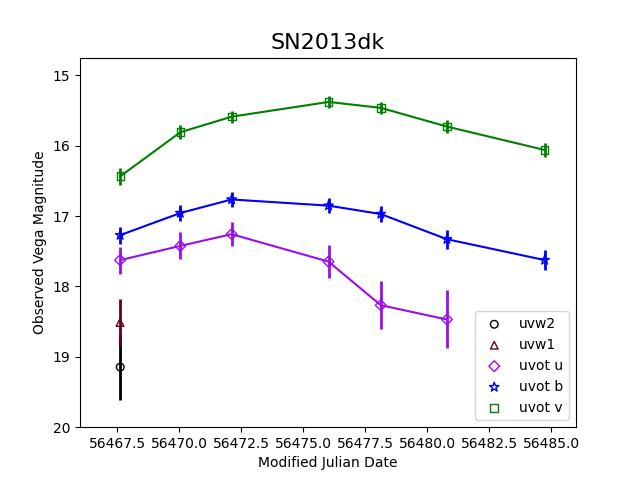 SN2013dk
Observed Vega Magnitude
15
16
17
18
19
20
56467.5 56470.0 56472.5 56475.0 56477.5 56480.0 56482.5 56485.0
Modified Julian Date
uvw2
uvw1
uvot u
uvot b
uvot v